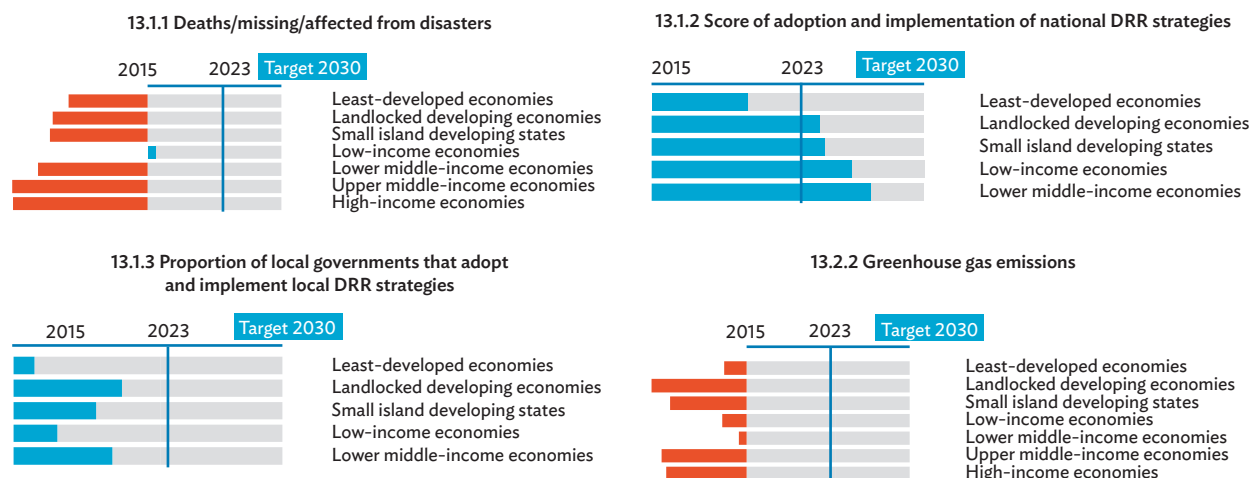 13.1.1 Deaths/missing/affected from disasters
2015 2023 Target 2030
Least-developed economies
Landlocked developing economies
Small island developing states
Low-income economies
Lower middle-income economies
Upper middle-income economies
High-income economies
13.1.2 Score of adoption and implementation of national DRR strategies
2015 2023 Target 2030
Least-developed economies
Landlocked developing economies
Small island developing states
Low-income economies
Lower middle-income economies
13.1.3 Proportion of local governments that adopt
and implement local DRR strategies
2015 2023 Target 2030
Least-developed economies
Landlocked developing economies
Small island developing states
Low-income economies
Lower middle-income economies
13.2.2 Greenhouse gas emissions
2015 2023 Target 2030
Least-developed economies
Landlocked developing economies
Small island developing states
Low-income economies
Lower middle-income economies
Upper middle-income economies
High-income economies